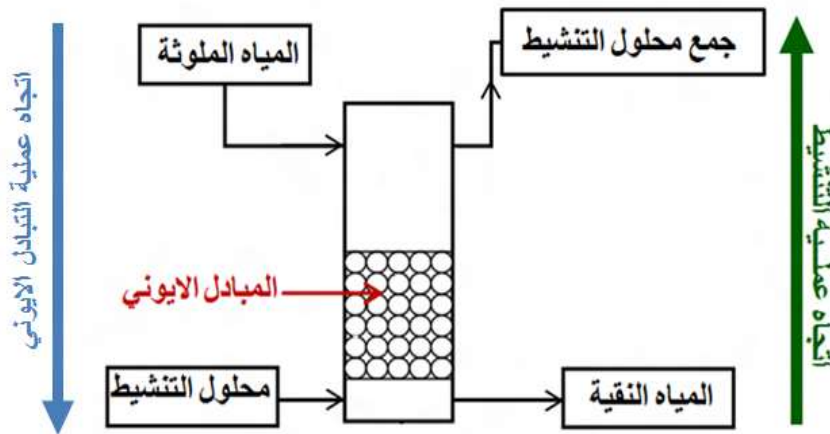 المياه الملوثة
جمع محلول التنشيط
اتجاه عملية التبادل الايوني
اتجاه عملية التنشيط
المبادل الايوني
محلول التنشيط
المياه النقية